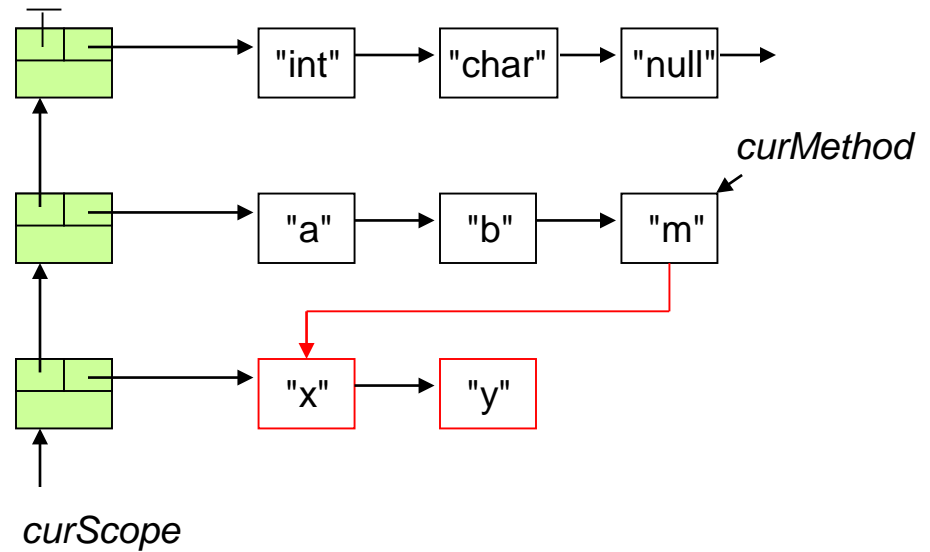 "int" "char" "null"
curMethod
"a" "b" "m"
"x" "y"
curScope